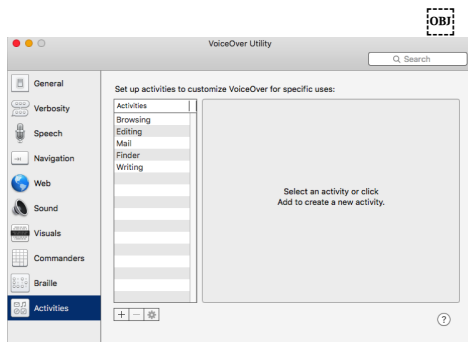 OBJ
VoiceOver Utility
Search
General
Verbosity
Speech
Navigation
Web
Sound
Visuals
Commanders
Braille
Activities
Set up activities to customize VoiceOver for specific uses:
Activities
Browsing
Editing
Mail
Finder
Writing
Select an activity or click
Add to create a new activity.
+ −
?